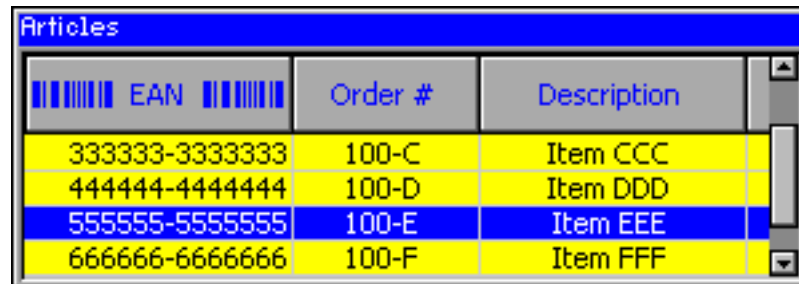 Articles
EAN Order # Description
333333-3333333 100-C Item CCC
444444-4444444 100-D Item DDD
555555-5555555 100-E Item EEE
666666-6666666 100-F Item FFF